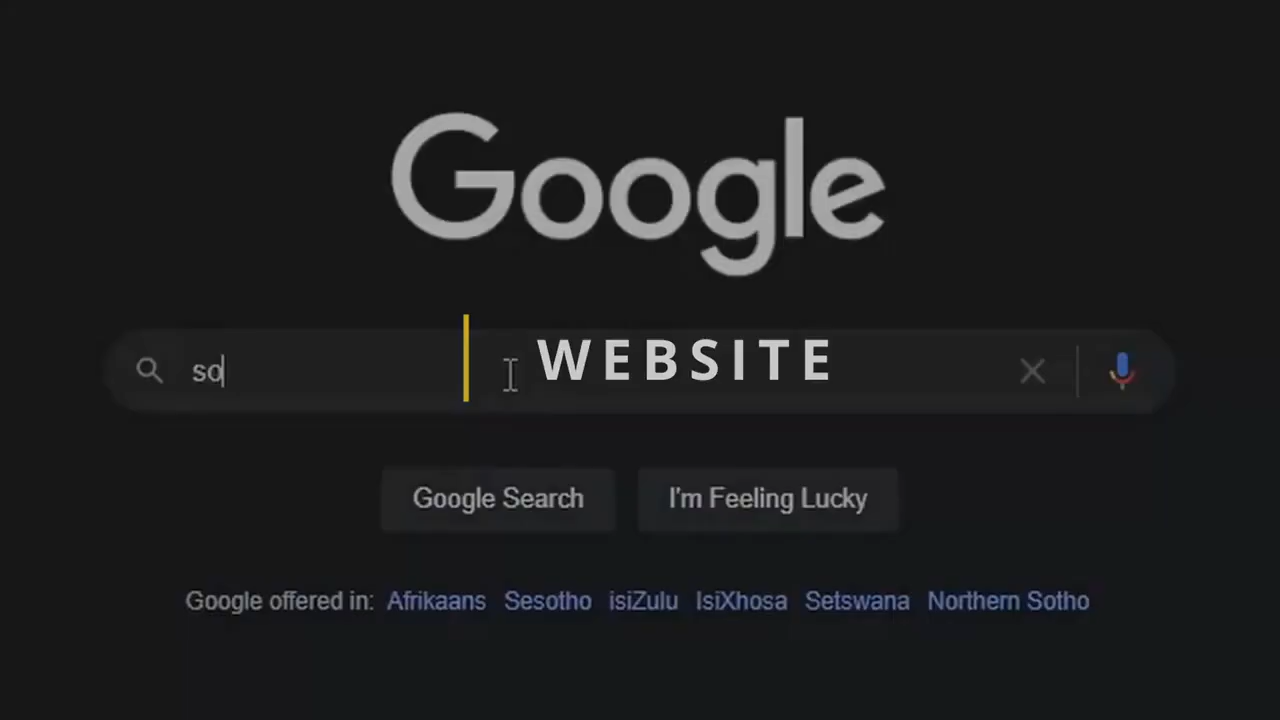 Google
so
WEBSITE
Google Search I'm Feeling Lucky
Google offered in: Afrikaans Sesotho isiZulu IsiXhosa Setswana Northern Sotho